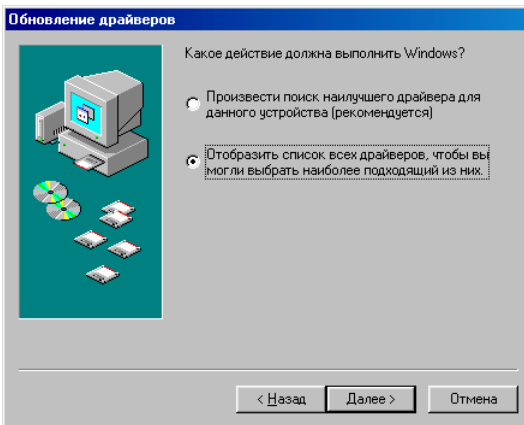 Обновление драйверов
Какое действие должна выполнить Windows?
Произвести поиск наилучшего драйвера для
данного устройства (рекомендуется)
Отобразить список всех драйверов, чтобы вы
могли выбрать наиболее подходящий из них.
< Назад
Далее >
Отмена